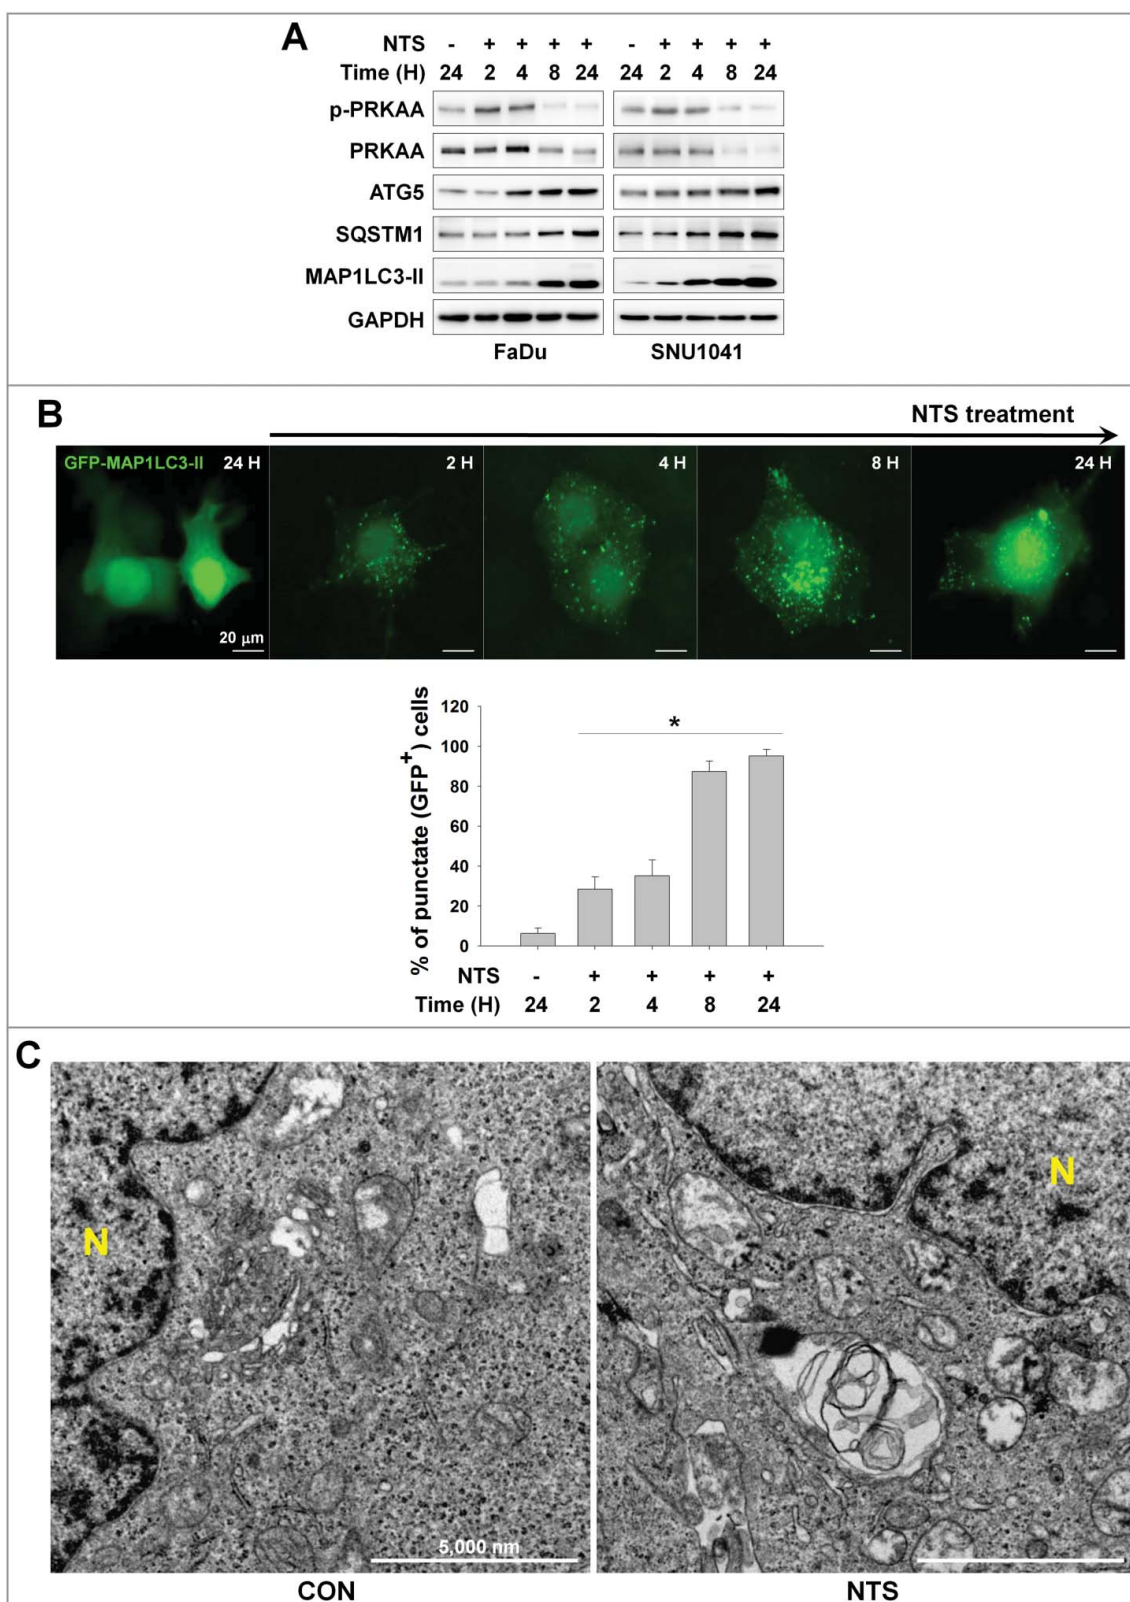 A
NTS - + + + + - + + + +
Time (H) 24 2 4 8 24 24 2 4 8 24
p-PRKAA
PRKAA
ATG5
SQSTM1
MAP1LC3-II
GAPDH
FaDu SNU1041
B
NTS treatment
GFP-MAP1LC3-II 24 H 2 H 4 H 8 H 24 H
20 μm
% of punctate (GFP+) cells
120
100
80
60
40
20
0
*
NTS - + + + +
Time (H) 24 2 4 8 24
C
N N
5,000 nm
CON NTS